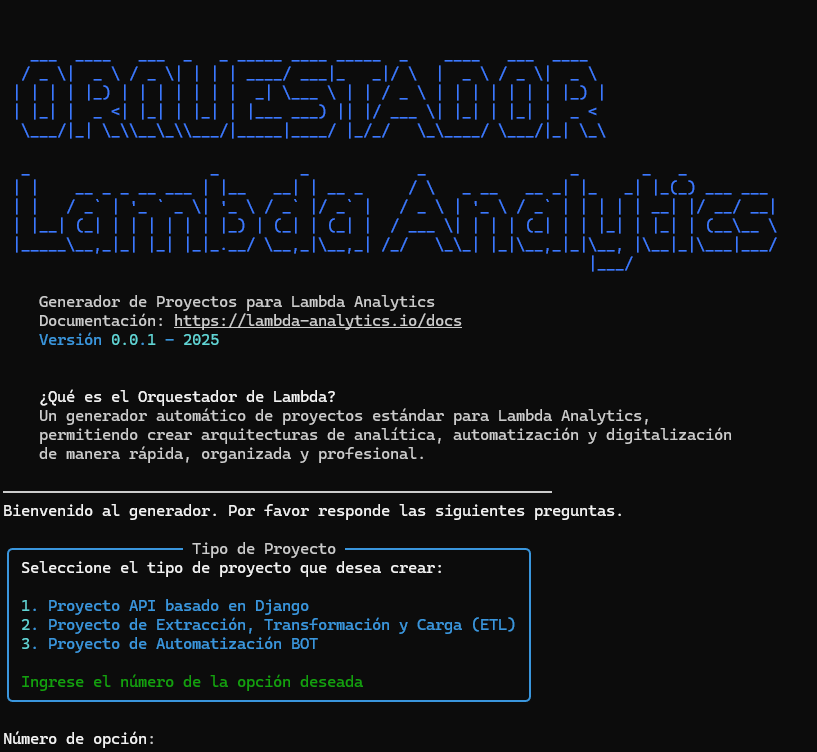 ORQUESTADOR
Lambda Analytics
Generador de Proyectos para Lambda Analytics
Documentación: https://lambda-analytics.io/docs
Versión 0.0.1 - 2025
¿Qué es el Orquestador de Lambda?
Un generador automático de proyectos estándar para Lambda Analytics,
permitiendo crear arquitecturas de analítica, automatización y digitalización
de manera rápida, organizada y profesional.
Bienvenido al generador. Por favor responde las siguientes preguntas.
Tipo de Proyecto
Seleccione el tipo de proyecto que desea crear:
1. Proyecto API basado en Django
2. Proyecto de Extracción, Transformación y Carga (ETL)
3. Proyecto de Automatización BOT
Ingrese el número de la opción deseada
Número de opción: